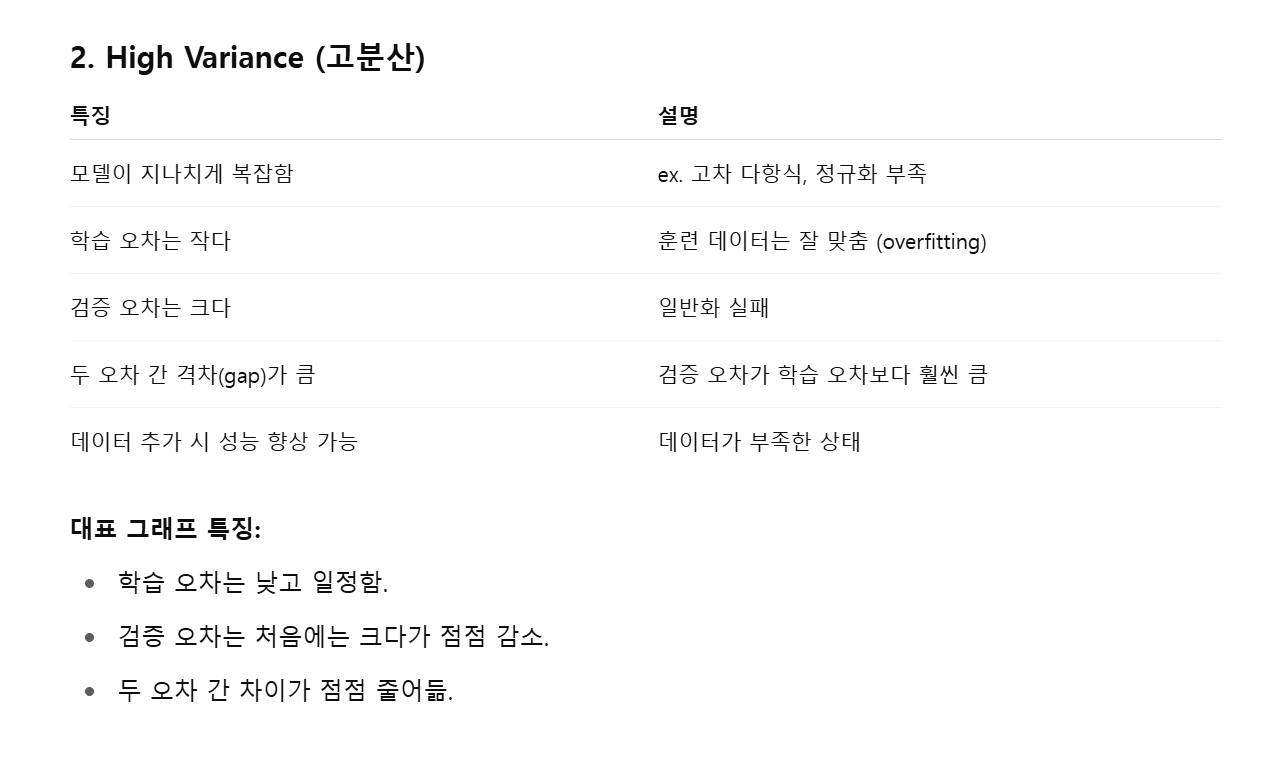 2. High Variance (고분산)
특징 설명
모델이 지나치게 복잡함 ex. 고차 다항식, 정규화 부족
학습 오차는 작다 훈련 데이터는 잘 맞춤 (overfitting)
검증 오차는 크다 일반화 실패
두 오차 간 격차(gap)가 큼 검증 오차가 학습 오차보다 훨씬 큼
데이터 추가 시 성능 향상 가능 데이터가 부족한 상태
대표 그래프 특징:
• 학습 오차는 낮고 일정함.
• 검증 오차는 처음에는 크다가 점점 감소.
• 두 오차 간 차이가 점점 줄어듦.